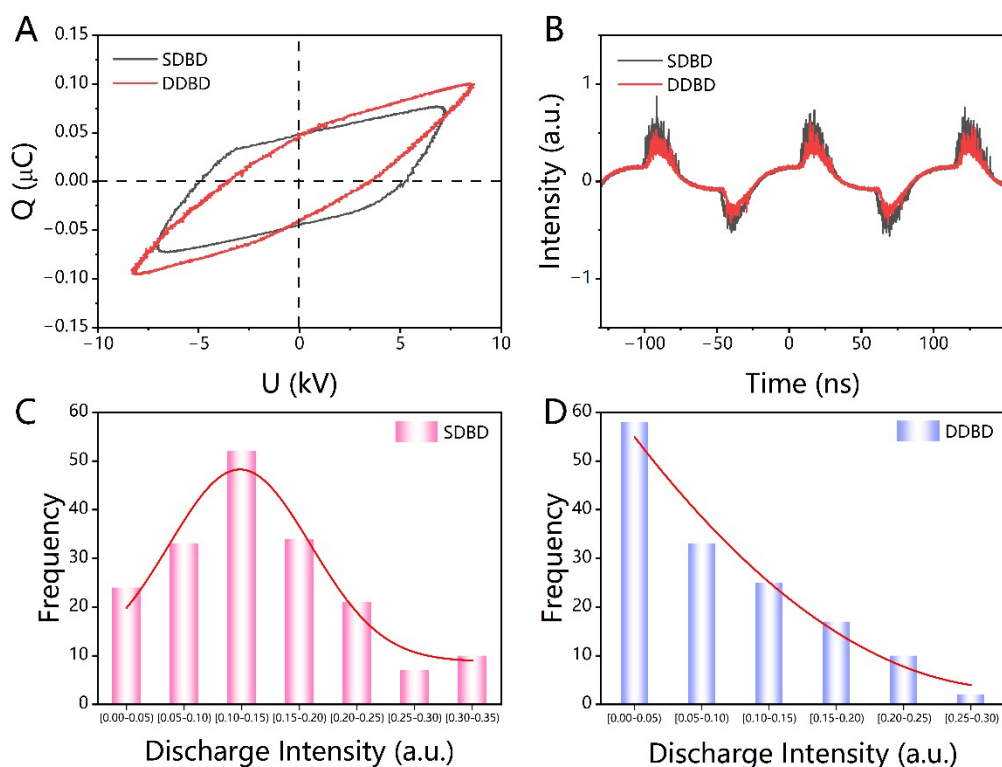 A
0.15
0.10
0.05
0.00
−0.05
−0.10
−0.15
Q (μC)
SDBD
DDBD
−10
−5
0
5
10
U (kV)
B
1
0
−1
Intensity (a.u.)
SDBD
DDBD
−100
−50
0
50
100
Time (ns)
C
60
50
40
30
20
10
0
Frequency
SDBD
[0.00-0.05)
[0.05-0.10)
[0.10-0.15)
[0.15-0.20)
[0.20-0.25)
[0.25-0.30)
[0.30-0.35)
Discharge Intensity (a.u.)
D
60
50
40
30
20
10
0
Frequency
DDBD
[0.00-0.05)
[0.05-0.10)
[0.10-0.15)
[0.15-0.20)
[0.20-0.25)
[0.25-0.30)
Discharge Intensity (a.u.)